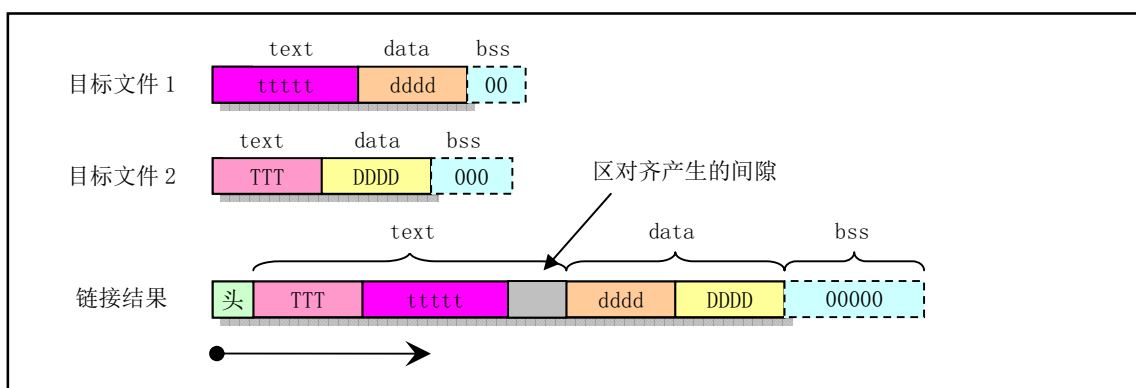 text data bss
目标文件 1 ttttt dddd 00
text data bss
目标文件 2 TTT DDDD 000
区对齐产生的间隙
text data bss
链接结果 头 TTT ttttt dddd DDDD 00000